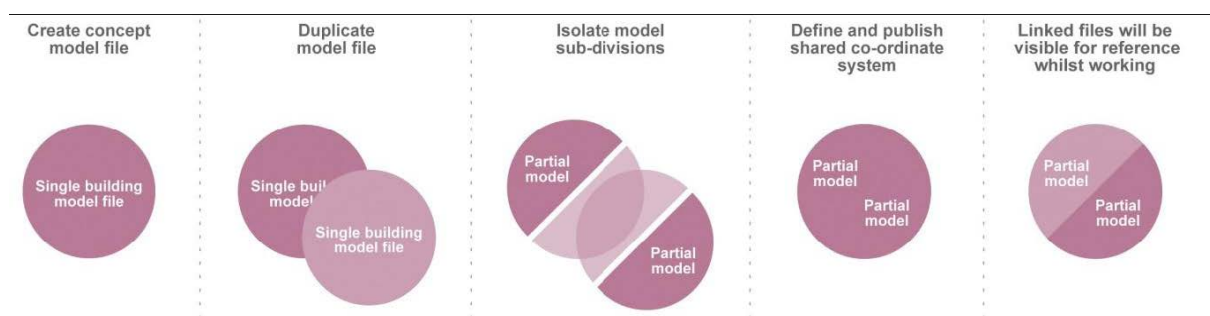 Create concept
model file
Duplicate
model file
Isolate model
sub-divisions
Define and publish
shared co-ordinate
system
Linked files will be
visible for reference
whilst working
Single building
model file
Single buil
model
Single building
model file
Partial
model
Partial
model
Partial
model
Partial
model
Partial
model
Partial
model